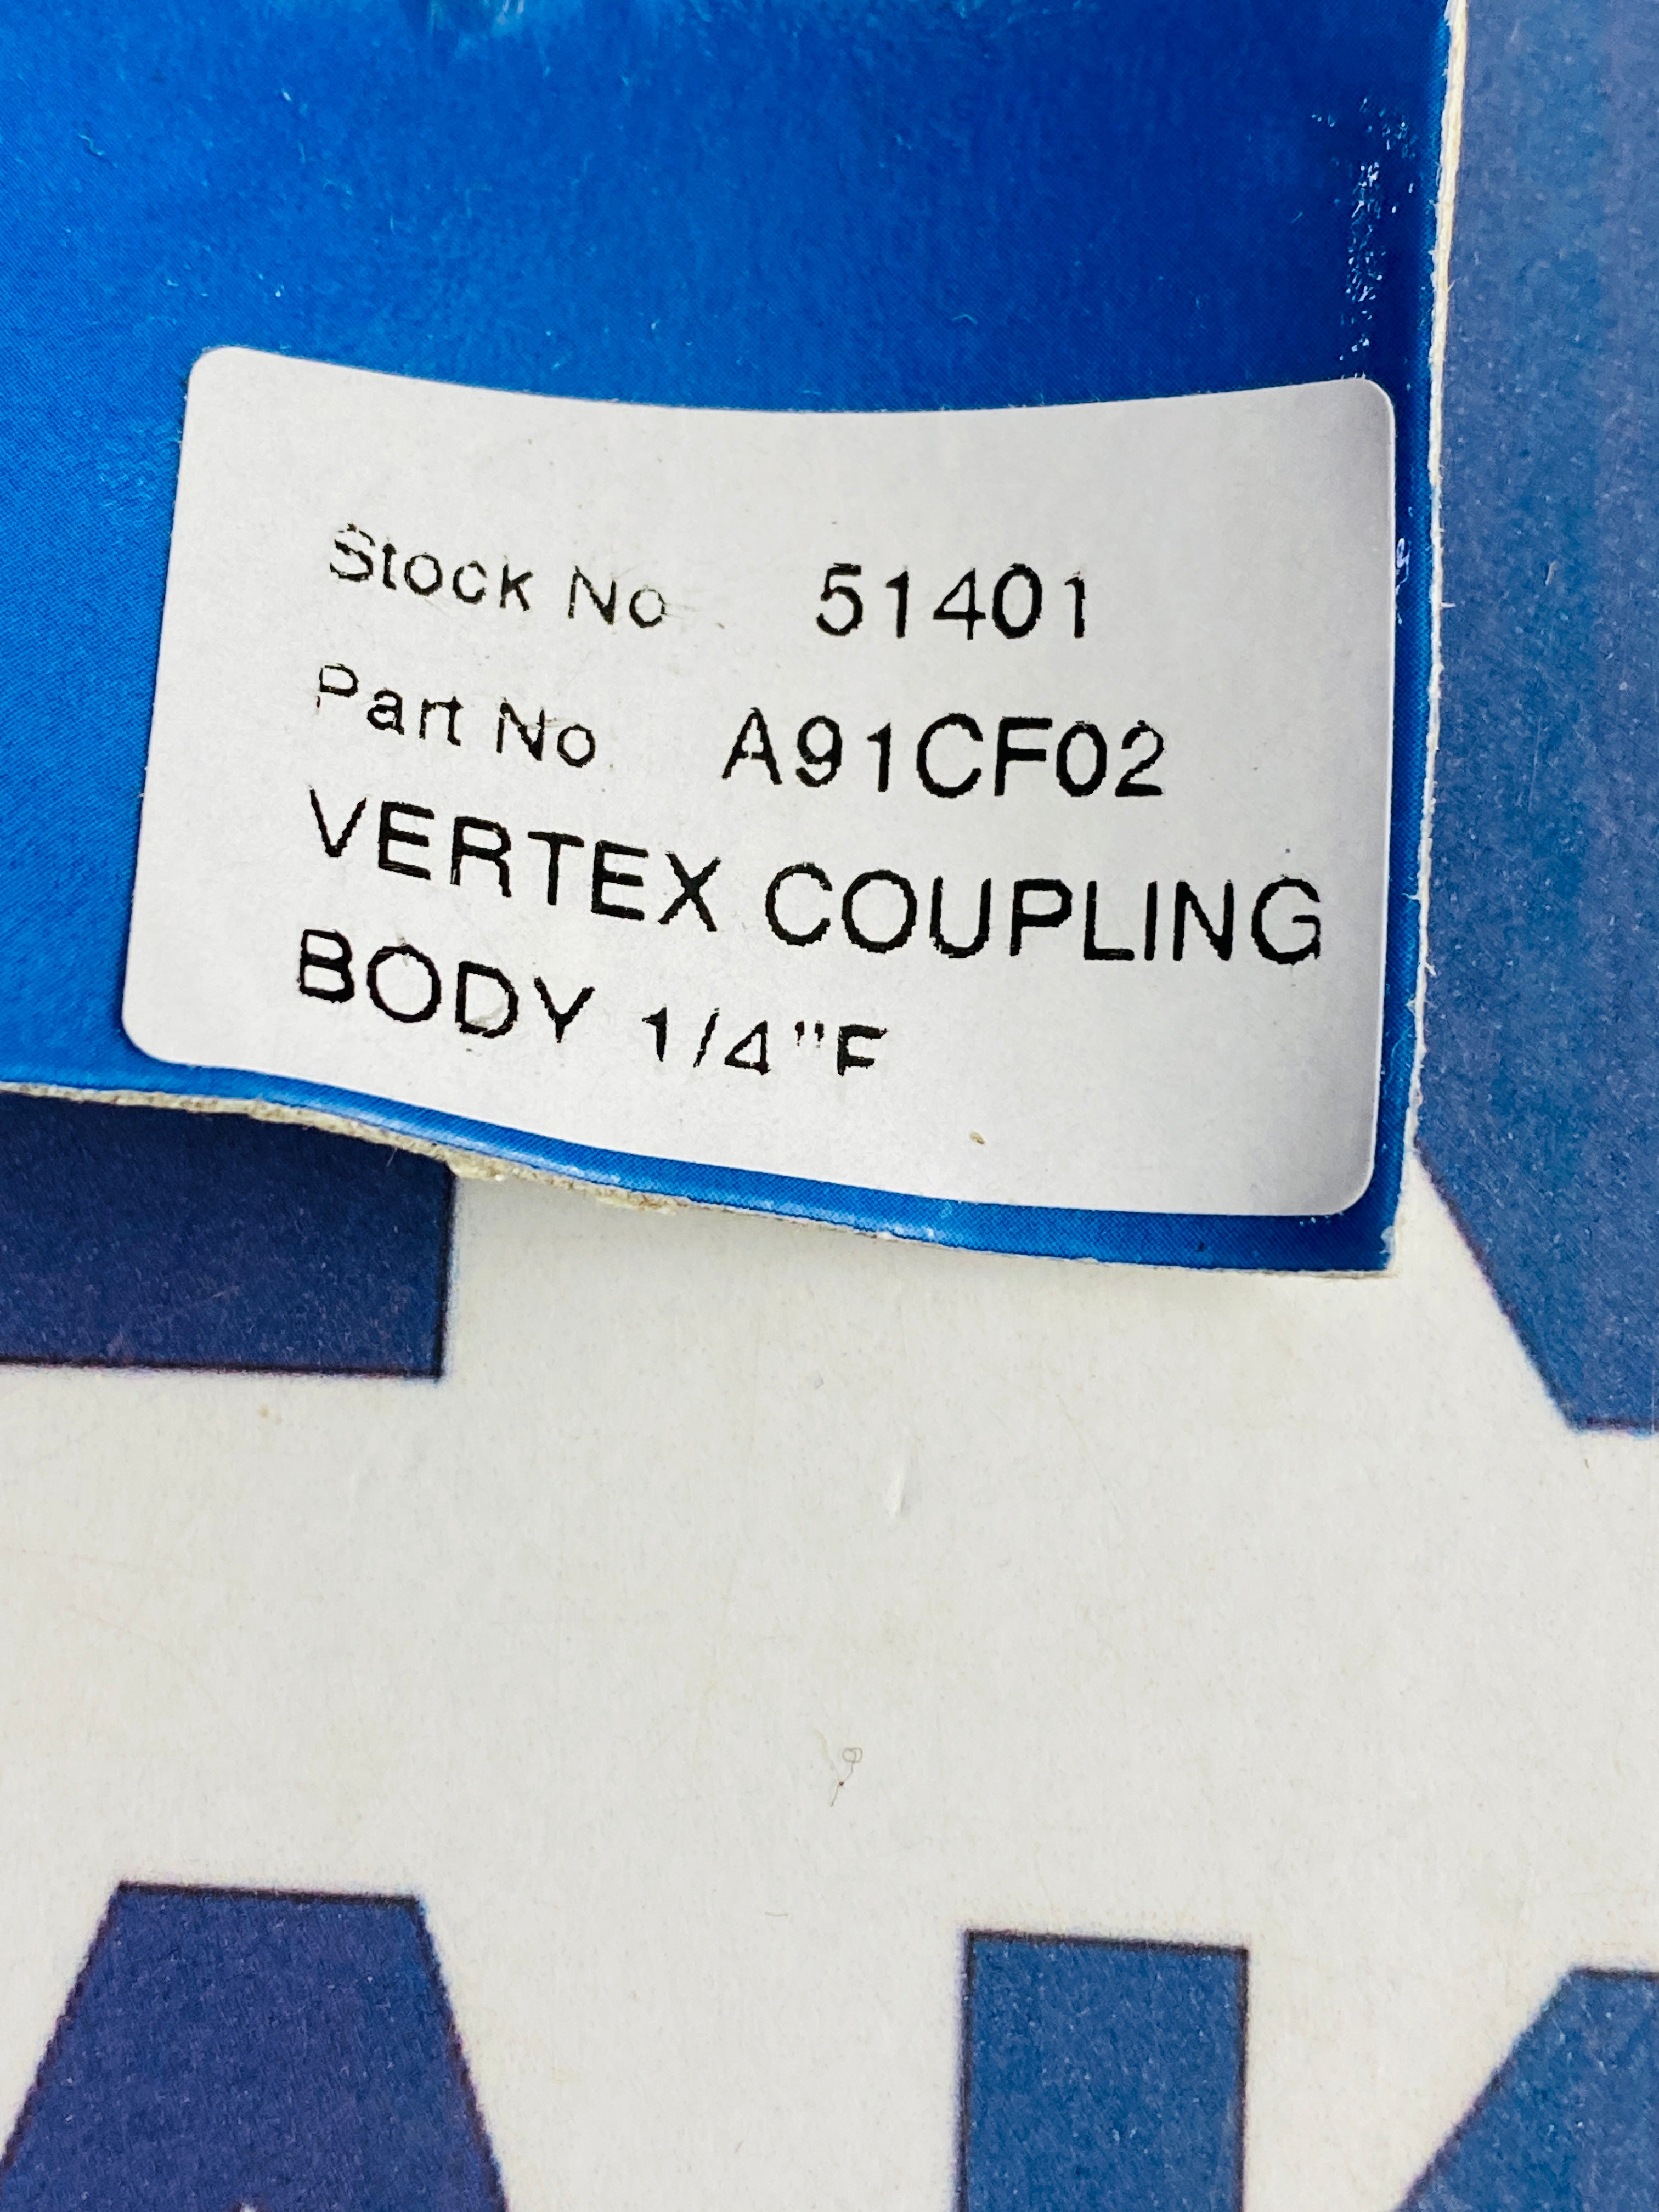 Stock No 51401
Part No A91CF02
VERTEX COUPLING
BODY 1/4"F